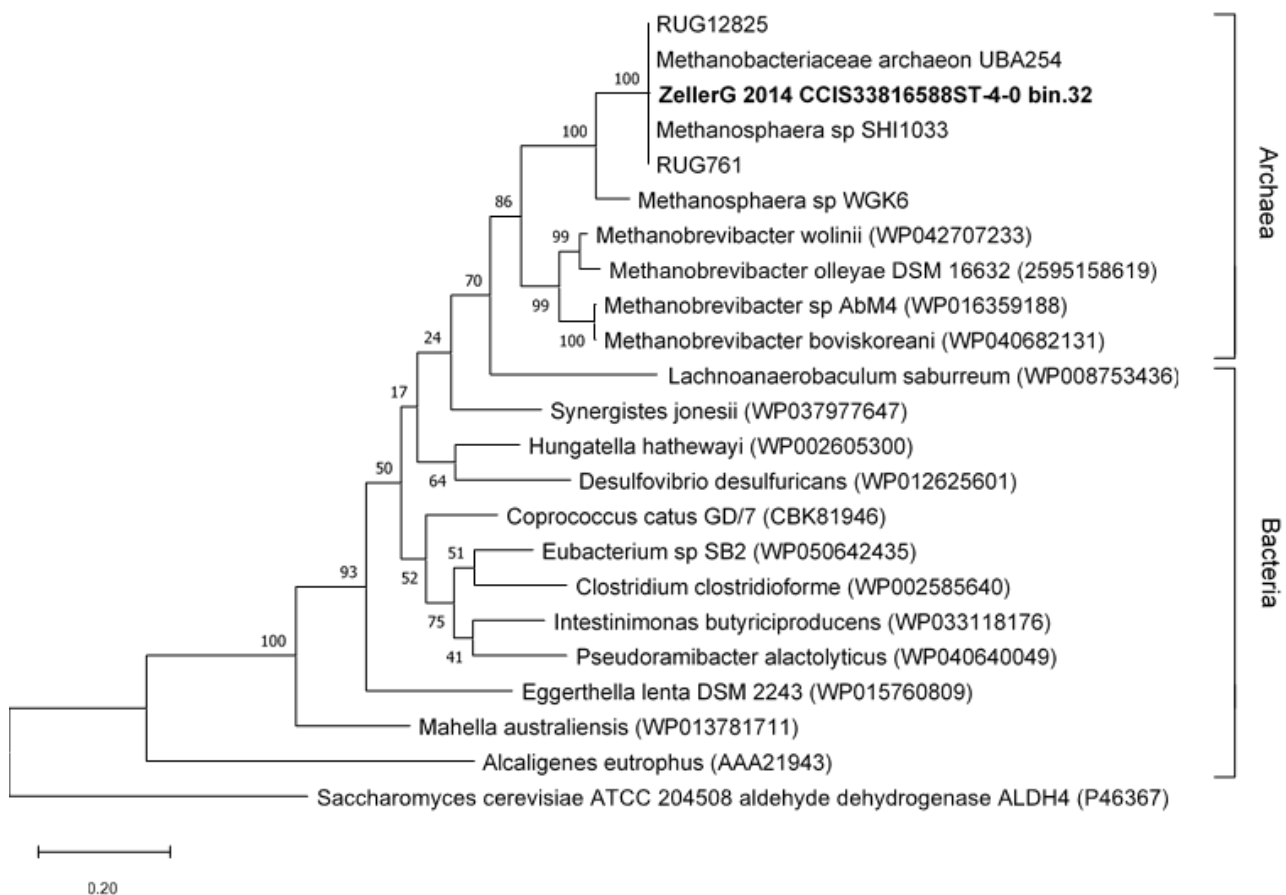 RUG12825
Methanobacteriaceae archaeon UBA254
100
ZellerG 2014 CCIS33816588ST-4-0 bin.32
100
Methanosphaera sp SHI1033
RUG761
86
Methanosphaera sp WGK6
99
Methanobrevibacter wolinii (WP042707233)
70
Methanobrevibacter olleyae DSM 16632 (2595158619)
99
Methanobrevibacter sp AbM4 (WP016359188)
100
Methanobrevibacter boviskoreani (WP040682131)
Archaea
24
Lachnoanaerobaculum saburreum (WP008753436)
17
Synergistes jonesii (WP037977647)
Hungatella hathewayi (WP002605300)
50
64
Desulfovibrio desulfuricans (WP012625601)
Coprococcus catus GD/7 (CBK81946)
51
Eubacterium sp SB2 (WP050642435)
93
52
Clostridium clostridioforme (WP002585640)
75
Intestinimonas butyriciproducens (WP033118176)
100
41
Pseudoramibacter alactolyticus (WP040640049)
Eggerthella lenta DSM 2243 (WP015760809)
Mahella australiensis (WP013781711)
Alcaligenes eutrophus (AAA21943)
Bacteria
Saccharomyces cerevisiae ATCC 204508 aldehyde dehydrogenase ALDH4 (P46367)
0.20